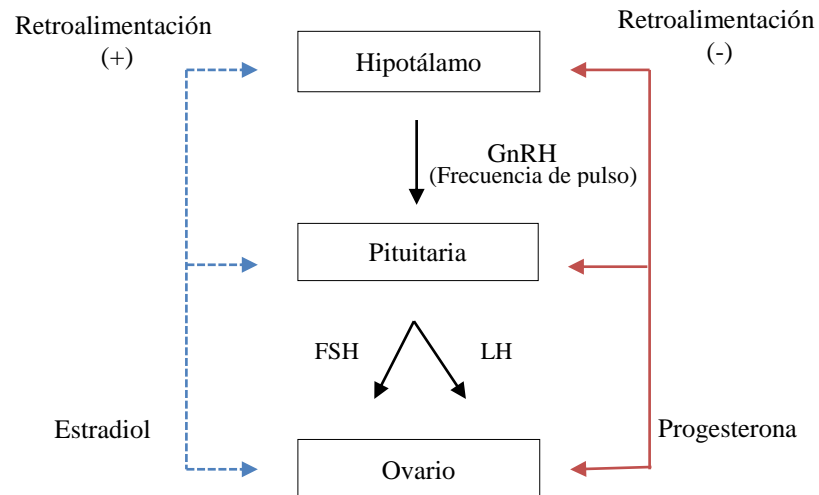 Retroalimentación
(+)
Retroalimentación
(-)
Hipotálamo
GnRH
(Frecuencia de pulso)
Pituitaria
FSH
LH
Estradiol
Progesterona
Ovario